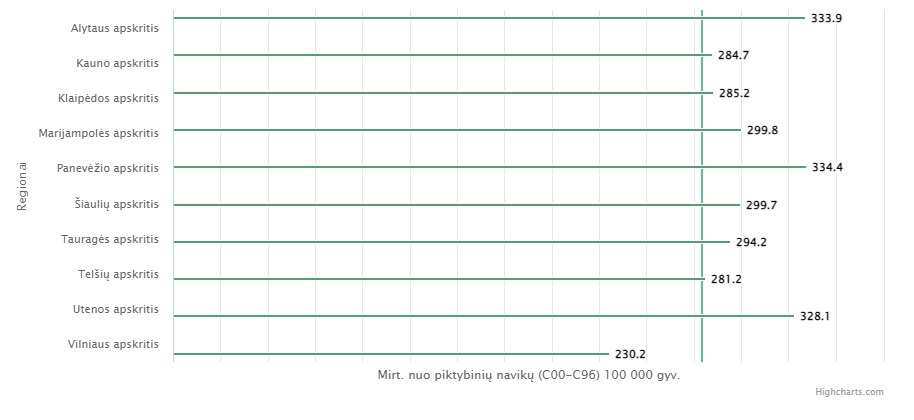 Alytaus apskritis 333.9
Kauno apskritis 284.7
Klaipėdos apskritis 285.2
Marijampolės apskritis 299.8
Panevėžio apskritis 334.4
Šiaulių apskritis 299.7
Tauragės apskritis 294.2
Telšių apskritis 281.2
Utenos apskritis 328.1
Vilniaus apskritis 230.2
Regionai
Mirt. nuo piktybinių navikų (C00-C96) 100 000 gyv.
Highcharts.com